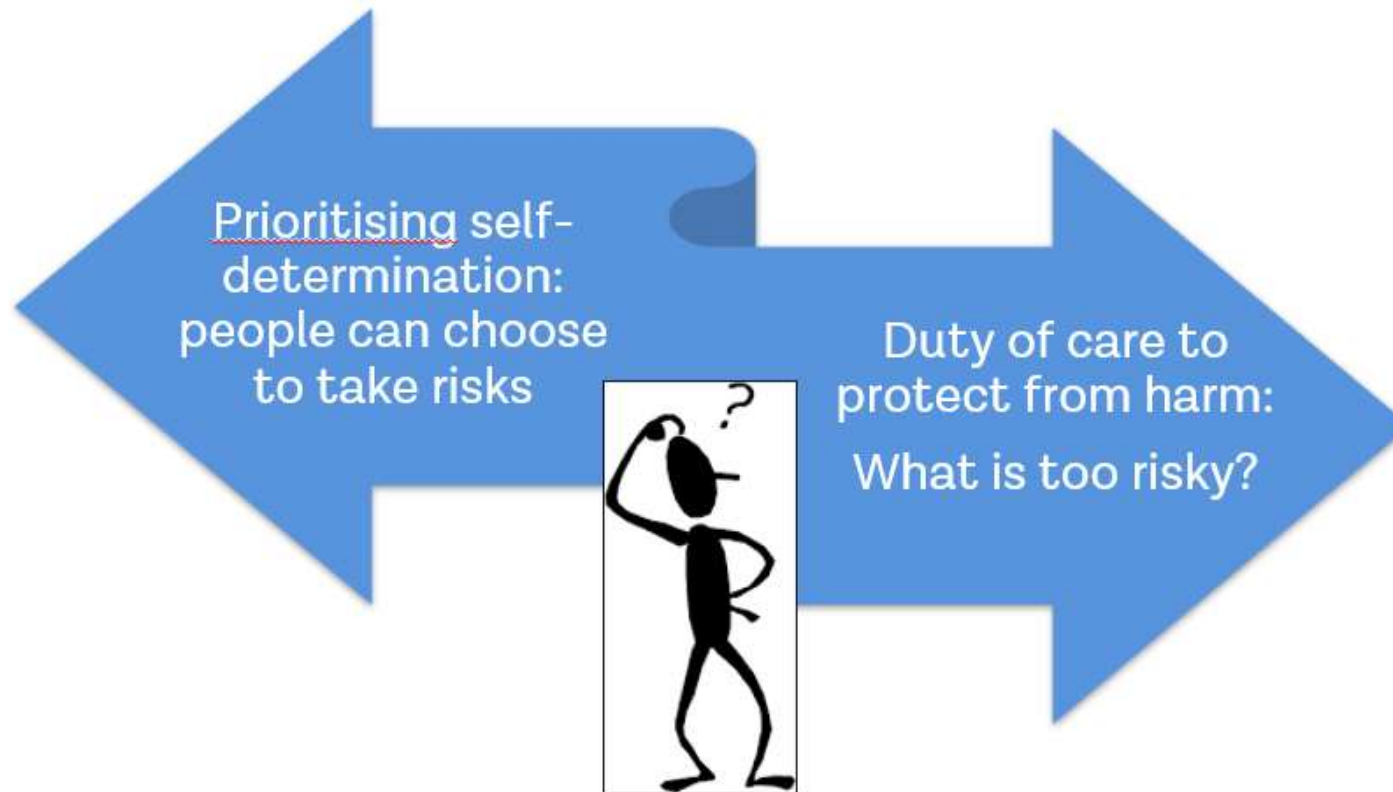 Prioritising self-
determination:
people can choose
to take risks
?
Duty of care to
protect from harm:
What is too risky?